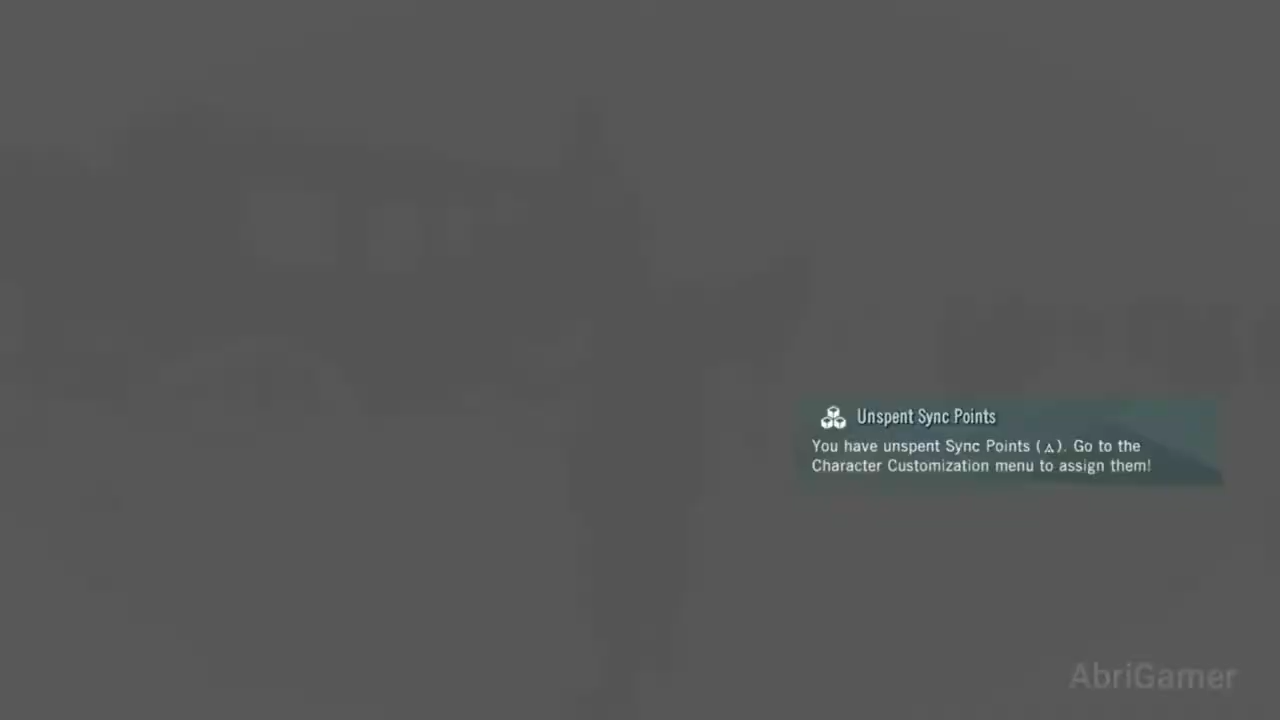 Unspent Sync Points
You have unspent Sync Points (). Go to the
Character Customization menu to assign them!
AbriGamer